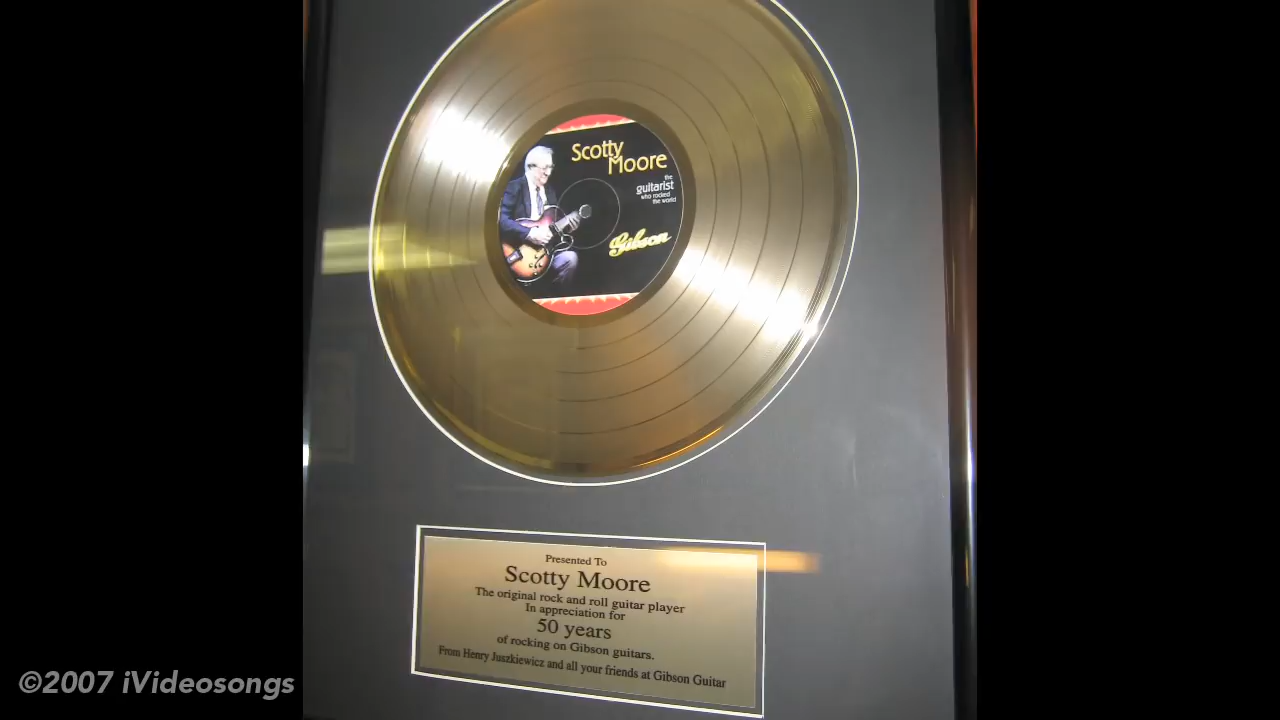 Scotty
Moore
the
guitarist
who rocked
the world
Gibson
Presented To
Scotty Moore
The original rock and roll guitar player
In appreciation for
50 years
of rocking on Gibson guitars.
From Henry Juszkiewicz and all your friends at Gibson Guitar
©2007 iVideosongs